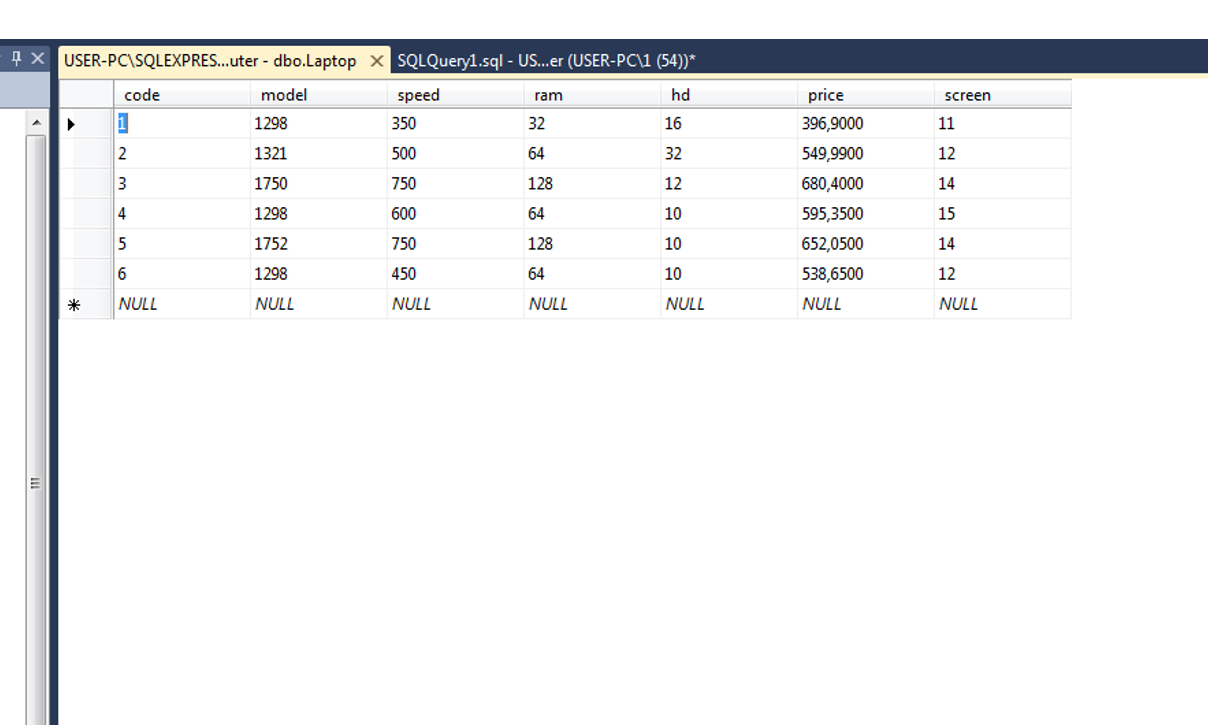 USER-PC\SQLEXPRES...uter - dbo.Laptop SQLQuery1.sql - US...er (USER-PC\1 (54))*
code model speed ram hd price screen
1 1298 350 32 16 396,9000 11
2 1321 500 64 32 549,9900 12
3 1750 750 128 12 680,4000 14
4 1298 600 64 10 595,3500 15
5 1752 750 128 10 652,0500 14
6 1298 450 64 10 538,6500 12
NULL NULL NULL NULL NULL NULL NULL